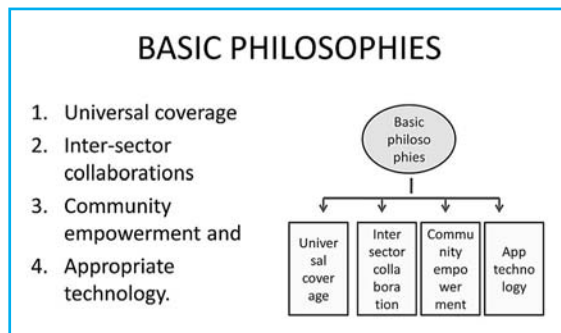 BASIC PHILOSOPHIES
1. Universal coverage
2. Inter-sector
collaborations
3. Community
empowerment and
4. Appropriate
technology.
Basic
philoso
phies
Univer
sal
cover
age
Inter
sector
colla
bora
tion
Commu
nity
empo
wer
ment
App
techno
logy